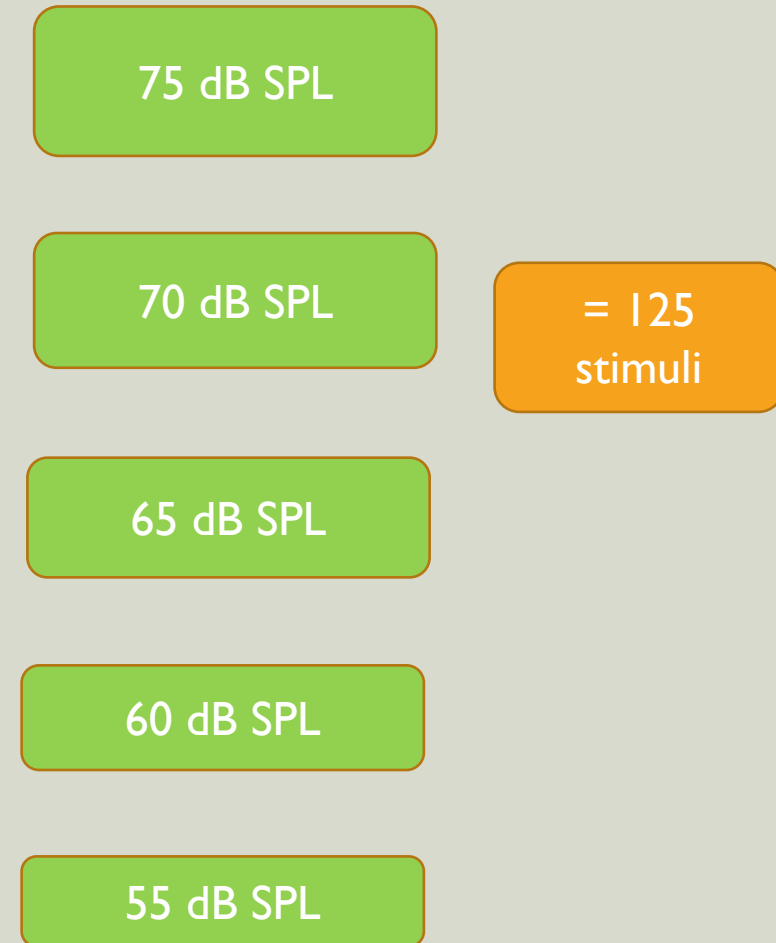 75 dB SPL
70 dB SPL
= 125
stimuli
65 dB SPL
60 dB SPL
55 dB SPL